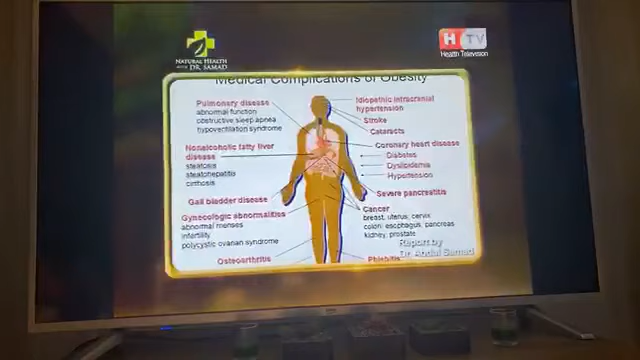 NATURAL HEALTH
WITH DR. SAMAD
H TV
Health Television
Medical Complications of Obesity
Pulmonary disease
abnormal function
obstructive sleep apnea
hypoventilation syndrome
Nonalcoholic fatty liver
disease
steatosis
steatohepatitis
cirrhosis
Gall bladder disease
Gynecologic abnormalities
abnormal menses
infertility
polycystic ovarian syndrome
Osteoarthritis
Idiopathic intracranial
hypertension
Stroke
Cataracts
Coronary heart disease
Diabetes
Dyslipidemia
Hypertension
Severe pancreatitis
Cancer
breast, uterus, cervix
colon, esophagus, pancreas
kidney, prostate
Phlebitis
Report by
Dr Abdul Samad